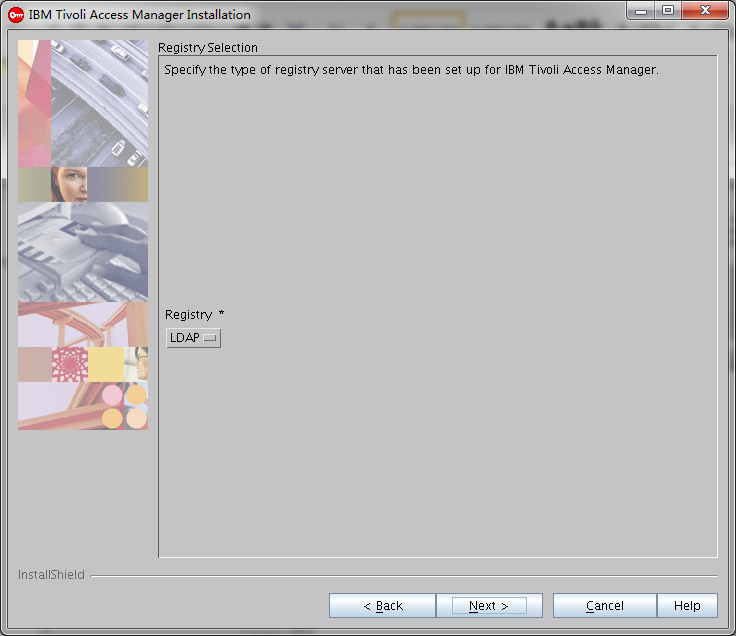 IBM Tivoli Access Manager Installation
Registry Selection
Specify the type of registry server that has been set up for IBM Tivoli Access Manager.
Registry *
LDAP
InstallShield
< Back
Next >
Cancel
Help